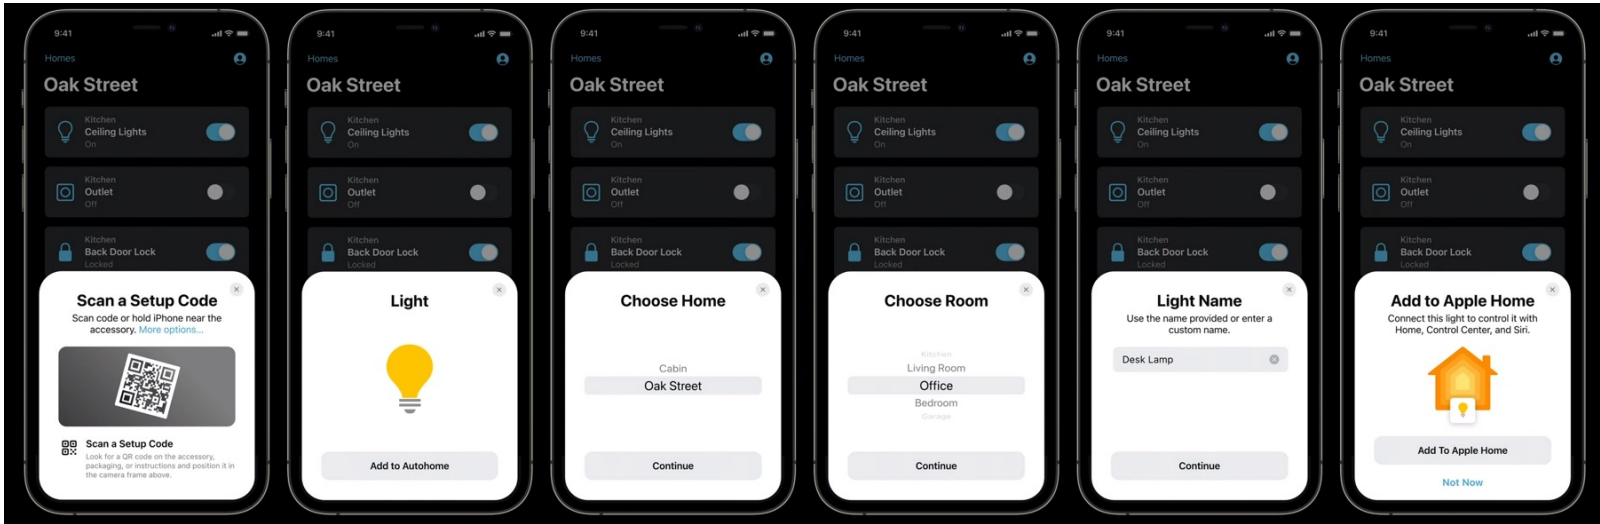 9:41
Homes
Oak Street
Kitchen
Ceiling Lights
On
Kitchen
Outlet
Off
Kitchen
Back Door Lock
Locked
Scan a Setup Code
Scan code or hold iPhone near the
accessory. More options...
Scan a Setup Code
Look for a QR code on the accessory,
packaging, or instructions and position it in
the camera frame above.
9:41
Homes
Oak Street
Kitchen
Ceiling Lights
On
Kitchen
Outlet
Off
Kitchen
Back Door Lock
Locked
Light
Add to Autohome
9:41
Homes
Oak Street
Kitchen
Ceiling Lights
On
Kitchen
Outlet
Off
Kitchen
Back Door Lock
Locked
Choose Home
Cabin
Oak Street
Continue
9:41
Homes
Oak Street
Kitchen
Ceiling Lights
On
Kitchen
Outlet
Off
Kitchen
Back Door Lock
Locked
Choose Room
Kitchen
Living Room
Office
Bedroom
Garage
Continue
9:41
Homes
Oak Street
Kitchen
Ceiling Lights
On
Kitchen
Outlet
Off
Kitchen
Back Door Lock
Locked
Light Name
Use the name provided or enter a
custom name.
Desk Lamp
Continue
9:41
Homes
Oak Street
Kitchen
Ceiling Lights
On
Kitchen
Outlet
Off
Kitchen
Back Door Lock
Locked
Add to Apple Home
Connect this light to control it with
Home, Control Center, and Siri.
Add To Apple Home
Not Now